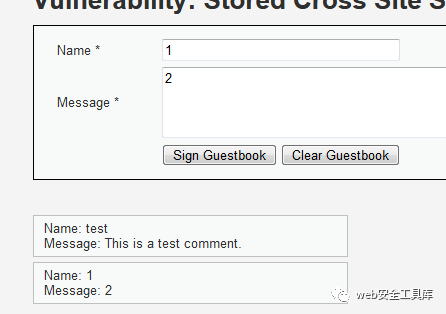 Vulnerability: Stored Cross Site S
Name *
1
Message *
2
Sign Guestbook
Clear Guestbook
Name: test
Message: This is a test comment.
Name: 1
Message: 2
web安全工具库